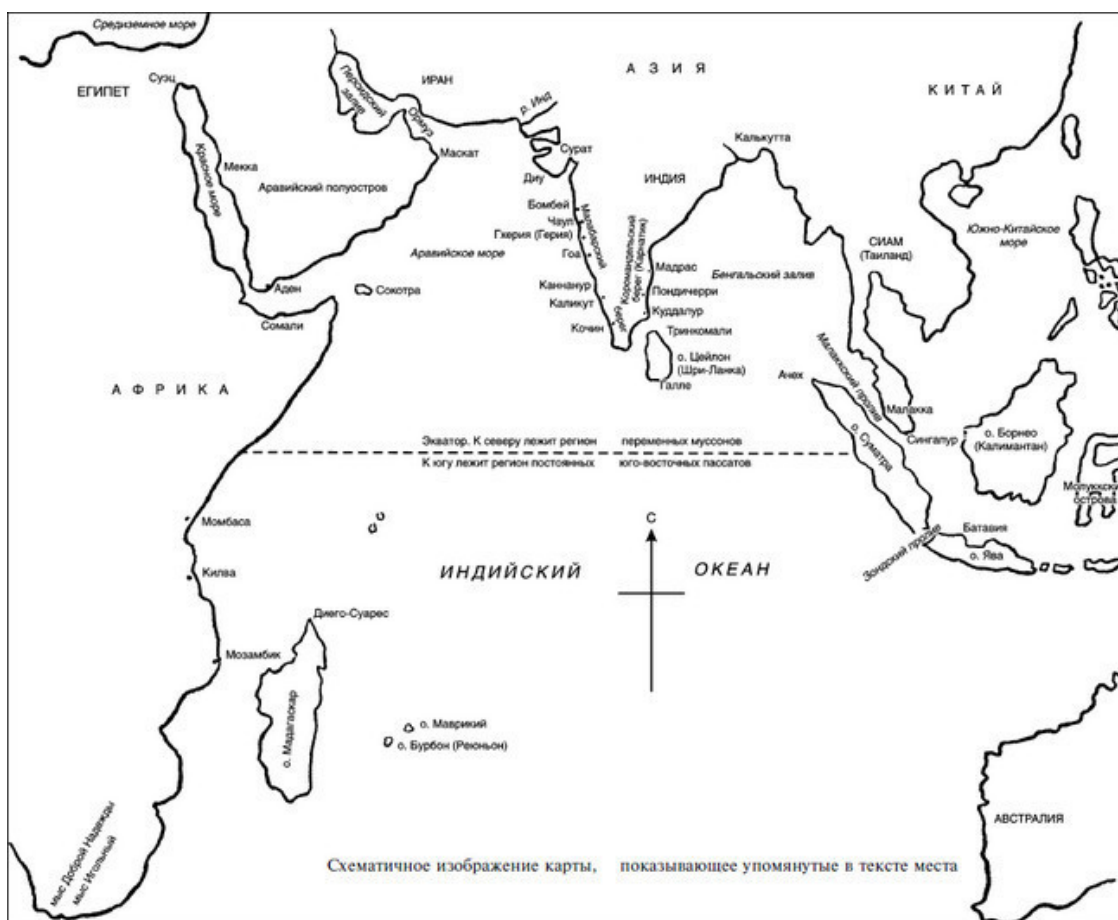 Средиземное море
А З И Я
Суэц
ЕГИПЕТ
Персидский
залив
ИРАН
р. Инд
К И Т А Й
Ормуз
Калькутта
Красное море
Мекка
Маскат
Сурат
Аравийский полуостров
Диу
ИНДИЯ
Бомбей
Чаул
Гхерия (Герия)
Малабарский
берег
Гоа
Аравийское море
Коромандельский
берег (Карнатик)
Мадрас
Бенгальский залив
СИАМ
(Таиланд)
Южно-Китайское
море
Аден
Сокотра
Каннанур
Пондичерри
Каликут
Куддалур
Сомали
Кочин
Тринкомали
о. Цейлон
(Шри-Ланка)
Галле
Ачех
Малаккский пролив
А Ф Р И К А
Малакка
Сингапур
о. Борнео
(Калимантан)
о. Суматра
Экватор. К северу лежит регион переменных муссонов
К югу лежит регион постоянных юго-восточных пассатов
Молуккские
острова
Момбаса
С
Батавия
Зондский пролив
о. Ява
Килва
ИНДИЙСКИЙ ОКЕАН
Диего-Суарес
Мозамбик
о. Мадагаскар
о. Маврикий
о. Бурбон (Реюньон)
мыс Доброй Надежды
мыс Игольный
АВСТРАЛИЯ
Схематичное изображение карты, показывающее упомянутые в тексте места